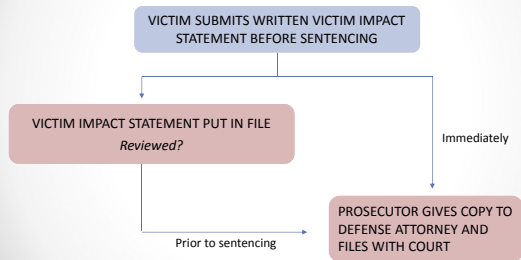 VICTIM SUBMITS WRITTEN VICTIM IMPACT
STATEMENT BEFORE SENTENCING
VICTIM IMPACT STATEMENT PUT IN FILE
Reviewed?
Immediately
PROSECUTOR GIVES COPY TO
DEFENSE ATTORNEY AND
FILES WITH COURT
Prior to sentencing